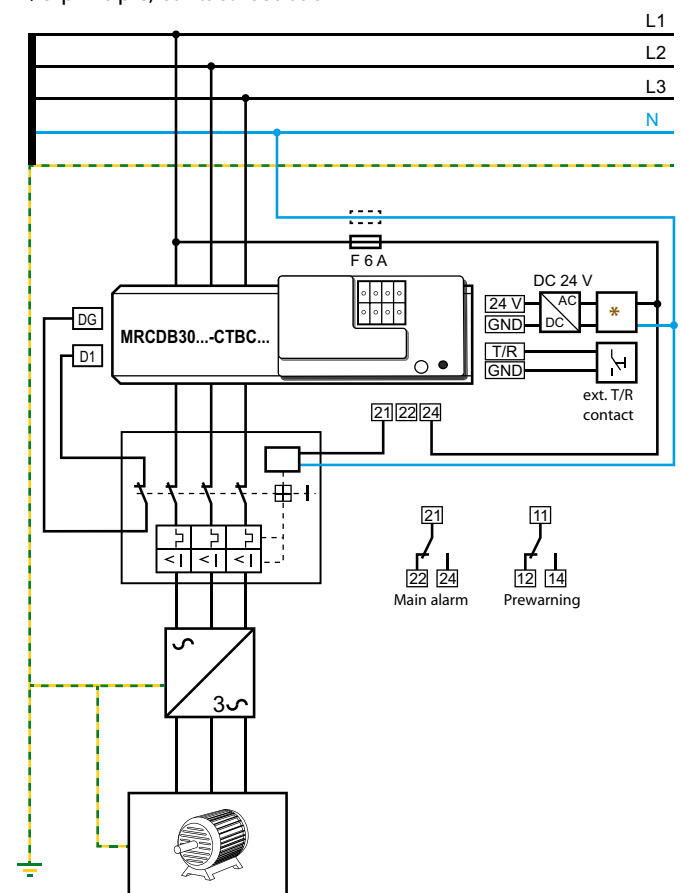 L1
L2
L3
N
F 6 A
DC 24 V
24 V
AC
*
GND
DC
DG
MRCDB30...-CTBC...
D1
T/R
GND
ext. T/R
contact
21 22 24
21
11
22 24
12 14
Main alarm
Prewarning
3